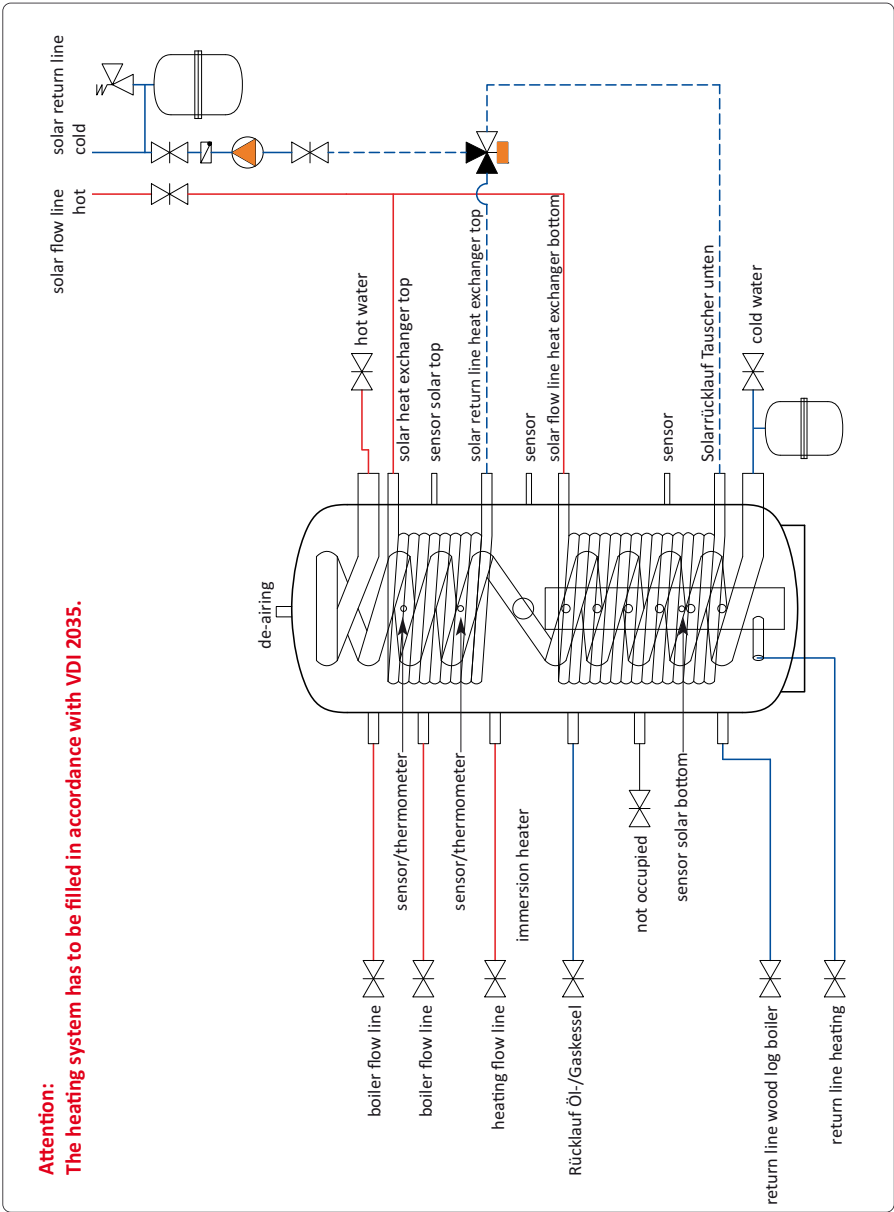 Attention:
The heating system has to be filled in accordance with VDI 2035.
solar return line
cold
solar flow line
hot
de-airing
hot water
solar heat exchanger top
sensor solar top
solar return line heat exchanger top
sensor
solar flow line heat exchanger bottom
sensor
Solarrücklauf Tauscher unten
cold water
boiler flow line
sensor/thermometer
boiler flow line
sensor/thermometer
heating flow line
immersion heater
Rücklauf Öl-/Gaskessel
not occupied
sensor solar bottom
return line wood log boiler
return line heating